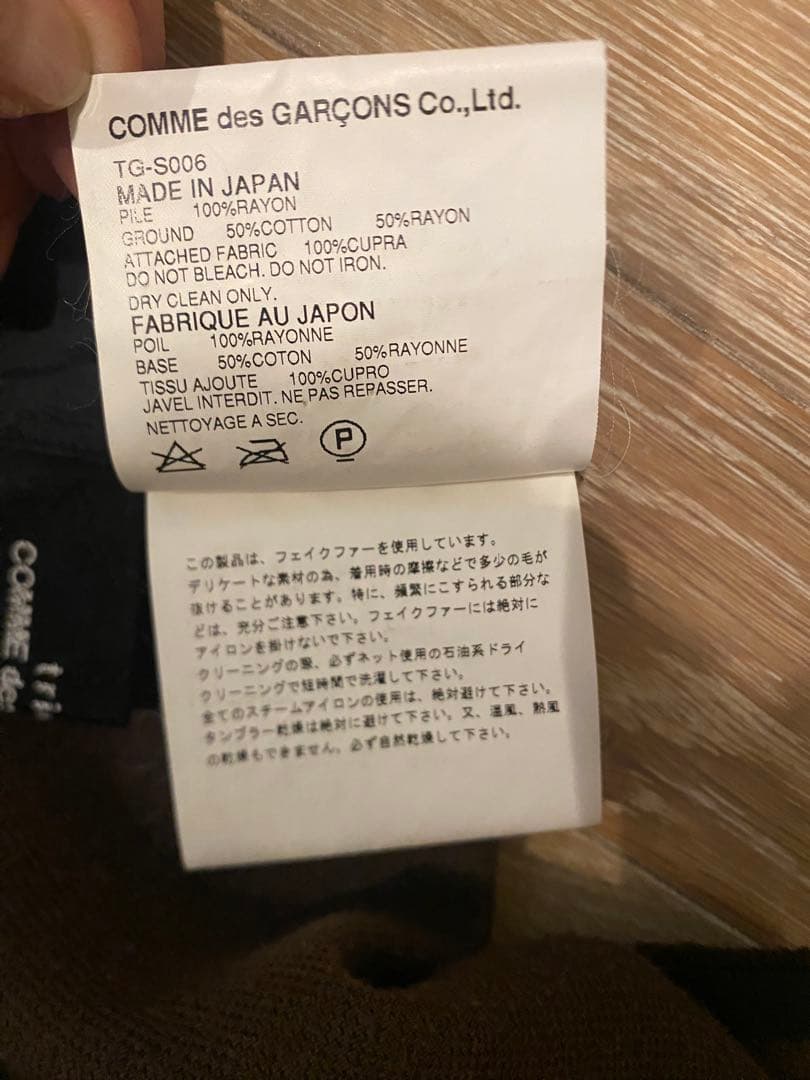 COMME des GARÇONS Co.,Ltd.
TG-S006
MADE IN JAPAN
PILE 100%RAYON
GROUND 50%COTTON 50%RAYON
ATTACHED FABRIC 100%CUPRA
DO NOT BLEACH. DO NOT IRON.
DRY CLEAN ONLY.
FABRIQUE AU JAPON
POIL 100%RAYONNE
BASE 50%COTON 50%RAYONNE
TISSU AJOUTE 100%CUPRO
JAVEL INTERDIT. NE PAS REPASSER.
NETTOYAGE A SEC.
P
この製品は、フェイクファーを使用しています。
デリケートな素材の為、着用時の摩擦などで多少の毛が
抜けることがあります。特に、頻繁にこすられる部分な
どは、充分ご注意下さい。フェイクファーには絶対に
アイロンを掛けないで下さい。
クリーニングの際、必ずネット使用の石油系ドライ
クリーニングで短時間で洗濯して下さい。
全てのスチームアイロンの使用は、絶対避けて下さい。
タンブラー乾燥は絶対に避けて下さい。又、温風、熱風
の乾燥もできません。必ず自然乾燥して下さい。
tri
COMME de